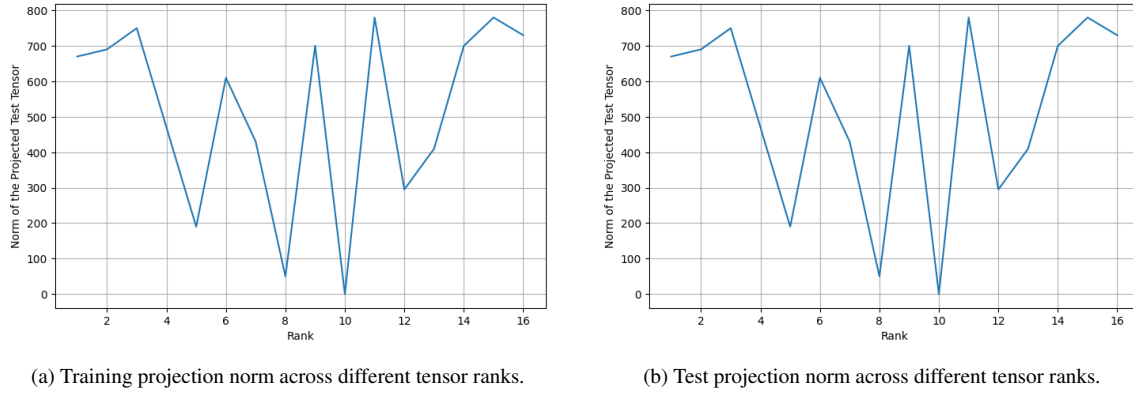 800
700
600
500
400
300
200
100
0
Norm of the Projected Test Tensor
2 4 6 8 10 12 14 16
Rank
(a) Training projection norm across different tensor ranks.
800
700
600
500
400
300
200
100
0
Norm of the Projected Test Tensor
2 4 6 8 10 12 14 16
Rank
(b) Test projection norm across different tensor ranks.